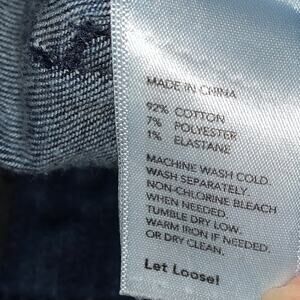 MADE IN CHINA
92% COTTON
7% POLYESTER
1% ELASTANE
MACHINE WASH COLD.
WASH SEPARATELY.
NON-CHLORINE BLEACH
WHEN NEEDED.
TUMBLE DRY LOW.
WARM IRON IF NEEDED.
OR DRY CLEAN.
Let Loose!